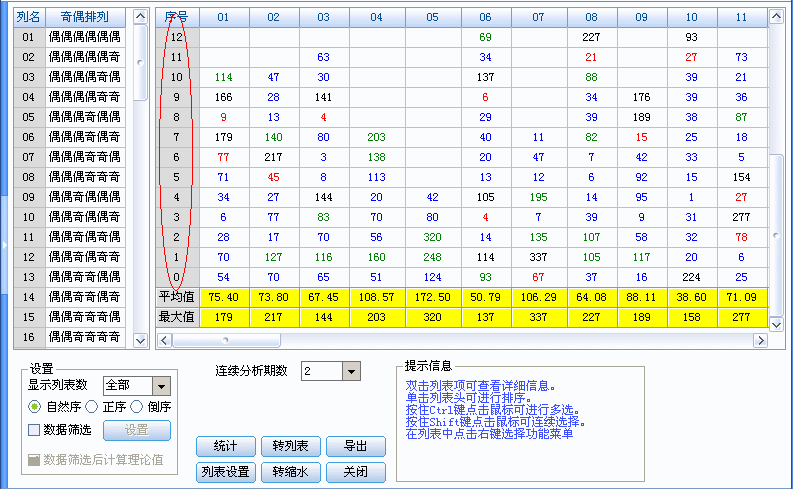 列名 奇偶排列
01 偶偶偶偶偶偶
02 偶偶偶偶偶奇
03 偶偶偶偶奇偶
04 偶偶偶偶奇奇
05 偶偶偶奇偶偶
06 偶偶偶奇偶奇
07 偶偶偶奇奇偶
08 偶偶偶奇奇奇
09 偶偶奇偶偶偶
10 偶偶奇偶偶奇
11 偶偶奇偶奇偶
12 偶偶奇偶奇奇
13 偶偶奇奇偶偶
14 偶偶奇奇偶奇
15 偶偶奇奇奇偶
16 偶偶奇奇奇奇
序号 01 02 03 04 05 06 07 08 09 10 11
12 69 227 93
11 63 34 21 27 73
10 114 47 30 137 88 39 21
9 166 28 141 6 34 176 39 36
8 9 13 4 29 39 189 38 87
7 179 140 80 203 40 11 82 15 25 18
6 77 217 3 138 20 47 7 42 33 5
5 71 45 8 113 13 12 6 92 15 154
4 34 27 144 20 42 105 195 14 95 1 27
3 6 77 83 70 80 4 7 39 9 31 277
2 28 17 70 56 320 14 135 107 58 32 78
1 70 127 116 160 248 114 337 105 117 20 6
0 54 70 65 51 124 93 67 37 16 224 25
平均值 75.40 73.80 67.45 108.57 172.50 50.79 106.29 64.08 88.11 38.60 71.09
最大值 179 217 144 203 320 137 337 227 189 158 277
设置
显示列表数 全部
自然序 正序 倒序
数据筛选 设置
数据筛选后计算理论值
连续分析期数 2
统计 转列表 导出
列表设置 转缩水 关闭
提示信息
双击列表项可查看详细信息。
单击列表头可进行排序。
按住Ctrl键点击鼠标可进行多选。
按住Shift键点击鼠标可连续选择。
在列表中点击右键选择功能菜单